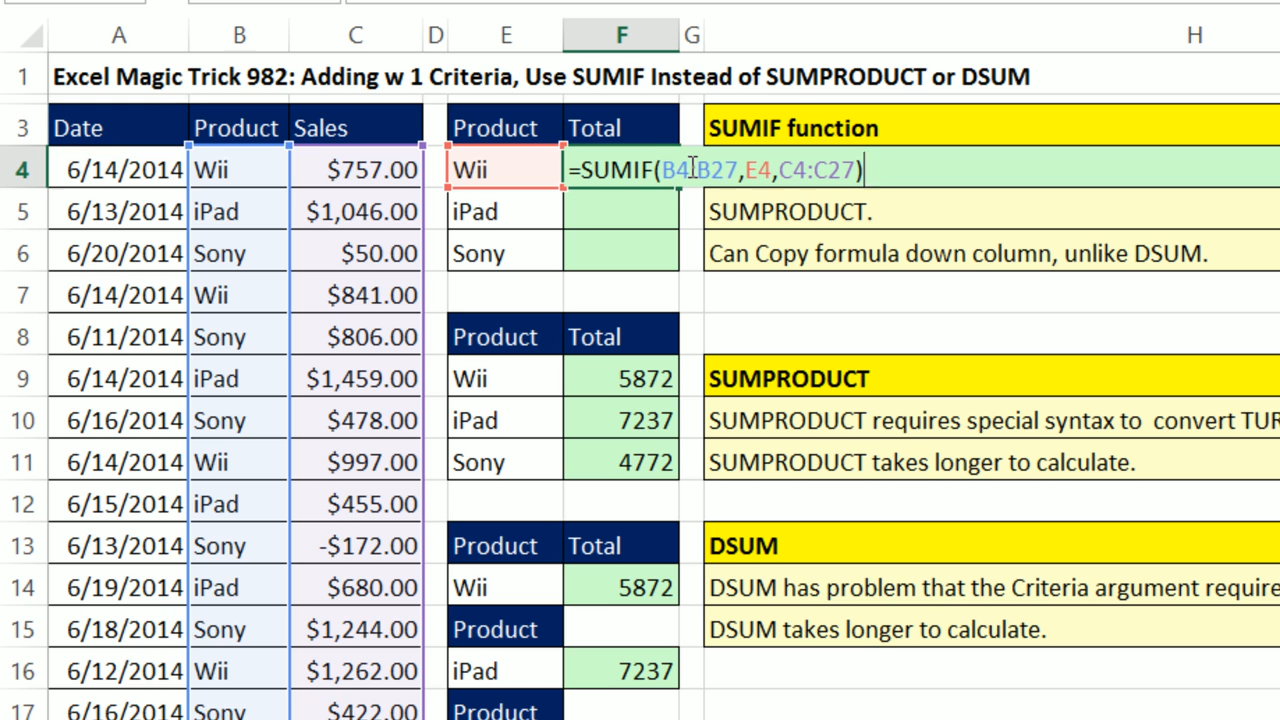 A B C D E F G H
1 Excel Magic Trick 982: Adding w 1 Criteria, Use SUMIF Instead of SUMPRODUCT or DSUM
3 Date Product Sales Product Total SUMIF function
4 6/14/2014 Wii $757.00 Wii =SUMIF(B4:B27,E4,C4:C27)
5 6/13/2014 iPad $1,046.00 iPad SUMPRODUCT.
6 6/20/2014 Sony $50.00 Sony Can Copy formula down column, unlike DSUM.
7 6/14/2014 Wii $841.00
8 6/11/2014 Sony $806.00 Product Total
9 6/14/2014 iPad $1,459.00 Wii 5872 SUMPRODUCT
10 6/16/2014 Sony $478.00 iPad 7237 SUMPRODUCT requires special syntax to convert TUR
11 6/14/2014 Wii $997.00 Sony 4772 SUMPRODUCT takes longer to calculate.
12 6/15/2014 iPad $455.00
13 6/13/2014 Sony -$172.00 Product Total DSUM
14 6/19/2014 iPad $680.00 Wii 5872 DSUM has problem that the Criteria argument require
15 6/18/2014 Sony $1,244.00 Product DSUM takes longer to calculate.
16 6/12/2014 Wii $1,262.00 iPad 7237
17 6/16/2014 Sony $422.00 Product